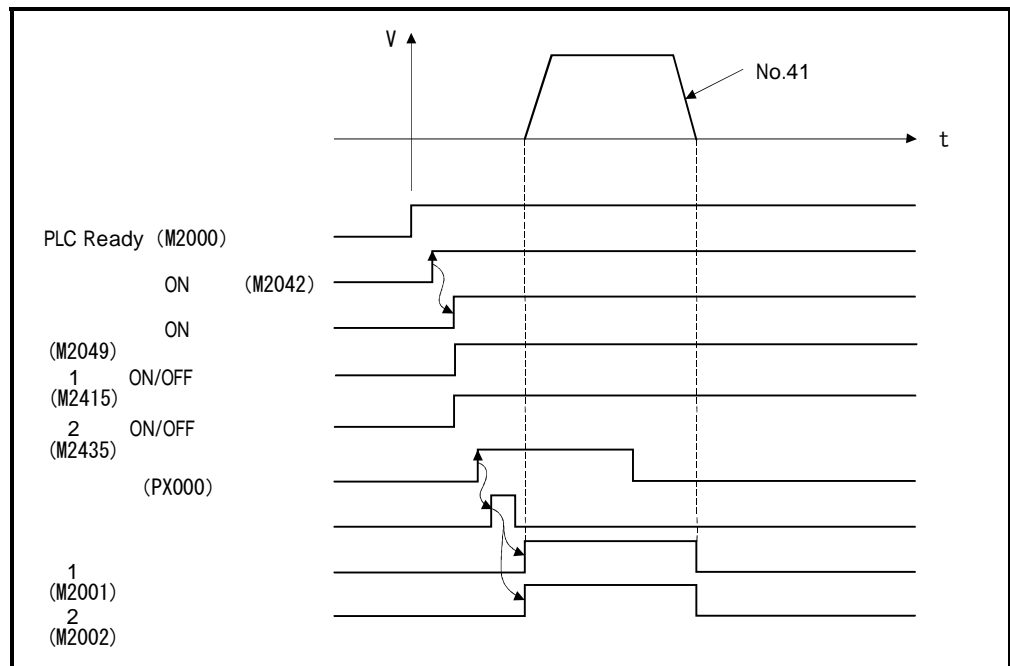 V
No.41
t
PLC Ready (M2000)
ON (M2042)
ON
(M2049)
1 ON/OFF
(M2415)
2 ON/OFF
(M2435)
(PX000)
1
(M2001)
2
(M2002)